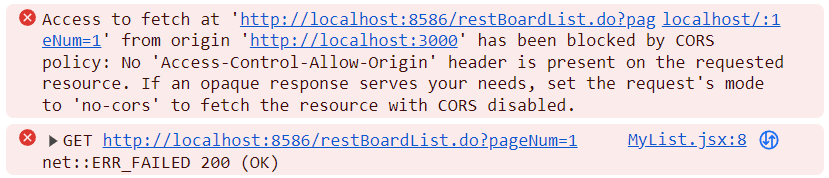 Access to fetch at 'http://localhost:8586/restBoardList.do?pag localhost/:1
eNum=1' from origin 'http://localhost:3000' has been blocked by CORS
policy: No 'Access-Control-Allow-Origin' header is present on the requested
resource. If an opaque response serves your needs, set the request's mode
to 'no-cors' to fetch the resource with CORS disabled.
▶GET http://localhost:8586/restBoardList.do?pageNum=1 MyList.jsx:8
net::ERR_FAILED 200 (OK)